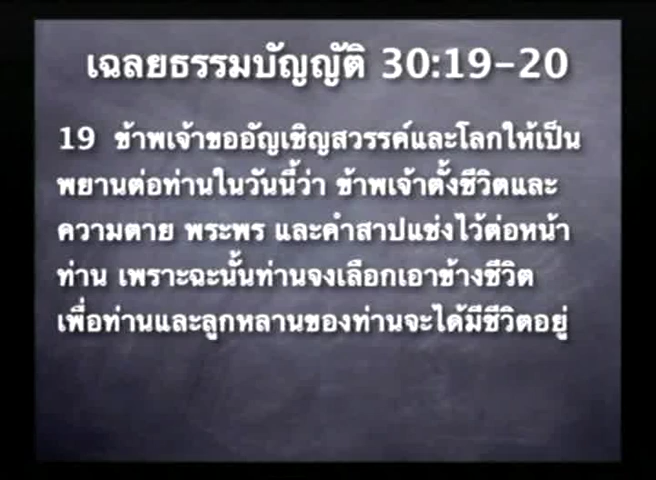 เฉลยธรรมบัญญัติ 30:19-20
19 ข้าพเจ้าขออัญเชิญสวรรค์และโลกให้เป็น
พยานต่อท่านในวันนี้ว่า ข้าพเจ้าตั้งชีวิตและ
ความตาย พระพร และคำสาปแช่งไว้ต่อหน้า
ท่าน เพราะฉะนั้นท่านจงเลือกเอาข้างชีวิต
เพื่อท่านและลูกหลานของท่านจะได้มีชีวิตอยู่